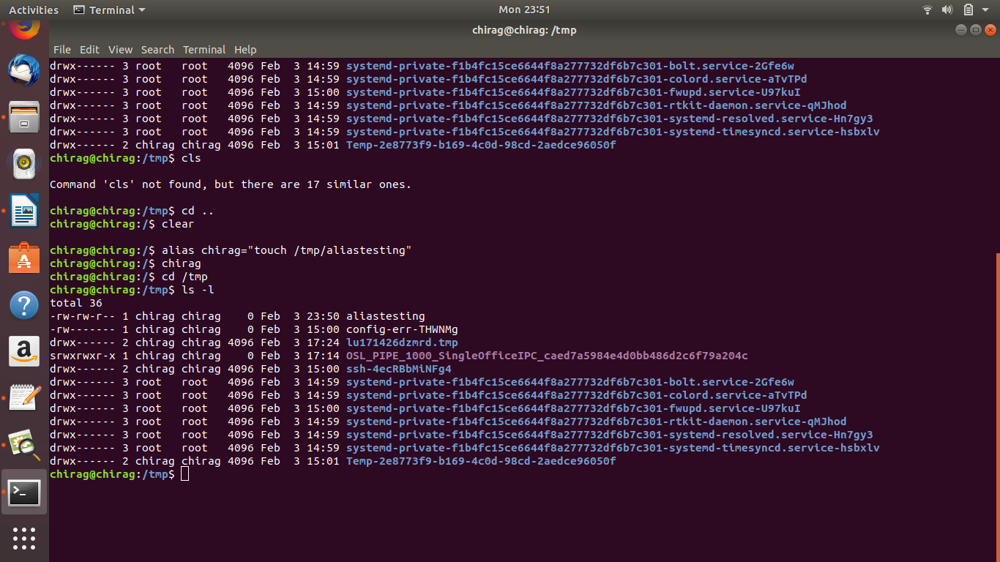 Activities Terminal Mon 23:51
chirag@chirag: /tmp
File Edit View Search Terminal Help
drwx------ 3 root   root   4096 Feb  3 14:59 systemd-private-f1b4fc15ce6644f8a277732df6b7c301-bolt.service-2Gfe6w
drwx------ 3 root   root   4096 Feb  3 14:59 systemd-private-f1b4fc15ce6644f8a277732df6b7c301-colord.service-aTvTPd
drwx------ 3 root   root   4096 Feb  3 15:00 systemd-private-f1b4fc15ce6644f8a277732df6b7c301-fwupd.service-U97kuI
drwx------ 3 root   root   4096 Feb  3 14:59 systemd-private-f1b4fc15ce6644f8a277732df6b7c301-rtkit-daemon.service-qMJhod
drwx------ 3 root   root   4096 Feb  3 14:59 systemd-private-f1b4fc15ce6644f8a277732df6b7c301-systemd-resolved.service-Hn7gy3
drwx------ 3 root   root   4096 Feb  3 14:59 systemd-private-f1b4fc15ce6644f8a277732df6b7c301-systemd-timesyncd.service-hsbxlv
drwx------ 2 chirag chirag 4096 Feb  3 15:01 Temp-2e8773f9-b169-4c0d-98cd-2aedce96050f
chirag@chirag:/tmp$ cls
Command 'cls' not found, but there are 17 similar ones.
chirag@chirag:/tmp$ cd ..
chirag@chirag:/$ clear
chirag@chirag:/$ alias chirag="touch /tmp/aliastesting"
chirag@chirag:/$ chirag
chirag@chirag:/$ cd /tmp
chirag@chirag:/tmp$ ls -l
total 36
-rw-rw-r-- 1 chirag chirag    0 Feb  3 23:50 aliastesting
-rw------- 1 chirag chirag    0 Feb  3 15:00 config-err-THWNMg
drwx------ 2 chirag chirag 4096 Feb  3 17:24 lu171426dzmrd.tmp
srwxrwxr-x 1 chirag chirag    0 Feb  3 17:14 OSL_PIPE_1000_SingleOfficeIPC_caed7a5984e4d0bb486d2c6f79a204c
drwx------ 2 chirag chirag 4096 Feb  3 15:00 ssh-4ecRBbMiNFg4
drwx------ 3 root   root   4096 Feb  3 14:59 systemd-private-f1b4fc15ce6644f8a277732df6b7c301-bolt.service-2Gfe6w
drwx------ 3 root   root   4096 Feb  3 14:59 systemd-private-f1b4fc15ce6644f8a277732df6b7c301-colord.service-aTvTPd
drwx------ 3 root   root   4096 Feb  3 15:00 systemd-private-f1b4fc15ce6644f8a277732df6b7c301-fwupd.service-U97kuI
drwx------ 3 root   root   4096 Feb  3 14:59 systemd-private-f1b4fc15ce6644f8a277732df6b7c301-rtkit-daemon.service-qMJhod
drwx------ 3 root   root   4096 Feb  3 14:59 systemd-private-f1b4fc15ce6644f8a277732df6b7c301-systemd-resolved.service-Hn7gy3
drwx------ 3 root   root   4096 Feb  3 14:59 systemd-private-f1b4fc15ce6644f8a277732df6b7c301-systemd-timesyncd.service-hsbxlv
drwx------ 2 chirag chirag 4096 Feb  3 15:01 Temp-2e8773f9-b169-4c0d-98cd-2aedce96050f
chirag@chirag:/tmp$